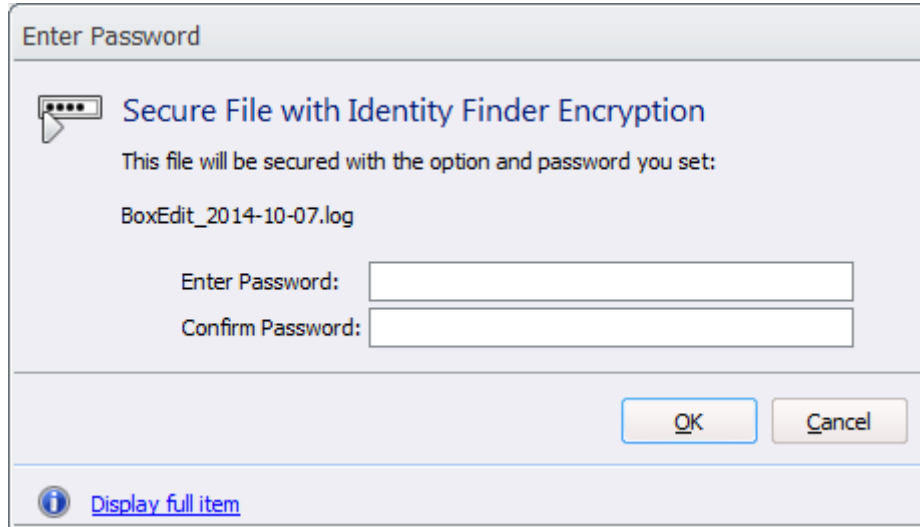 Enter Password
Secure File with Identity Finder Encryption
This file will be secured with the option and password you set:
BoxEdit_2014-10-07.log
Enter Password:
Confirm Password:
OK Cancel
Display full item